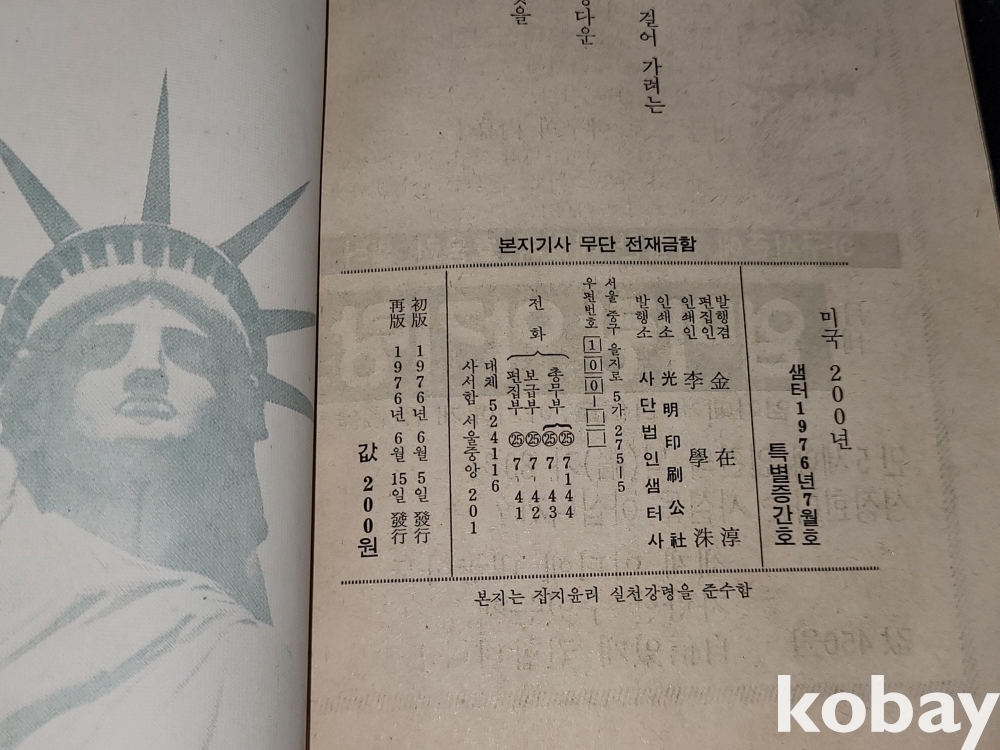 걸어 가려는
다운
을
본지기사 무단 전재금함
미국 200년
샘터 1976년 7월호
특별증간호
발행겸
편집인 金在淳
인쇄인 李學洙
인쇄소 光明印刷公社
발행소 사단법인샘터사
서울 중구 을지로 5가 275-5
우편번호 100-□□
전화
총무부 ㉕7144
㉕7143
보급부 ㉕7142
편집부 ㉕7141
대체 524116
사서함 서울중앙 201
初版 1976년 6월 5일 發行
再版 1976년 6월 15일 發行
값 200원
본지는 잡지윤리 실천강령을 준수함
kobay